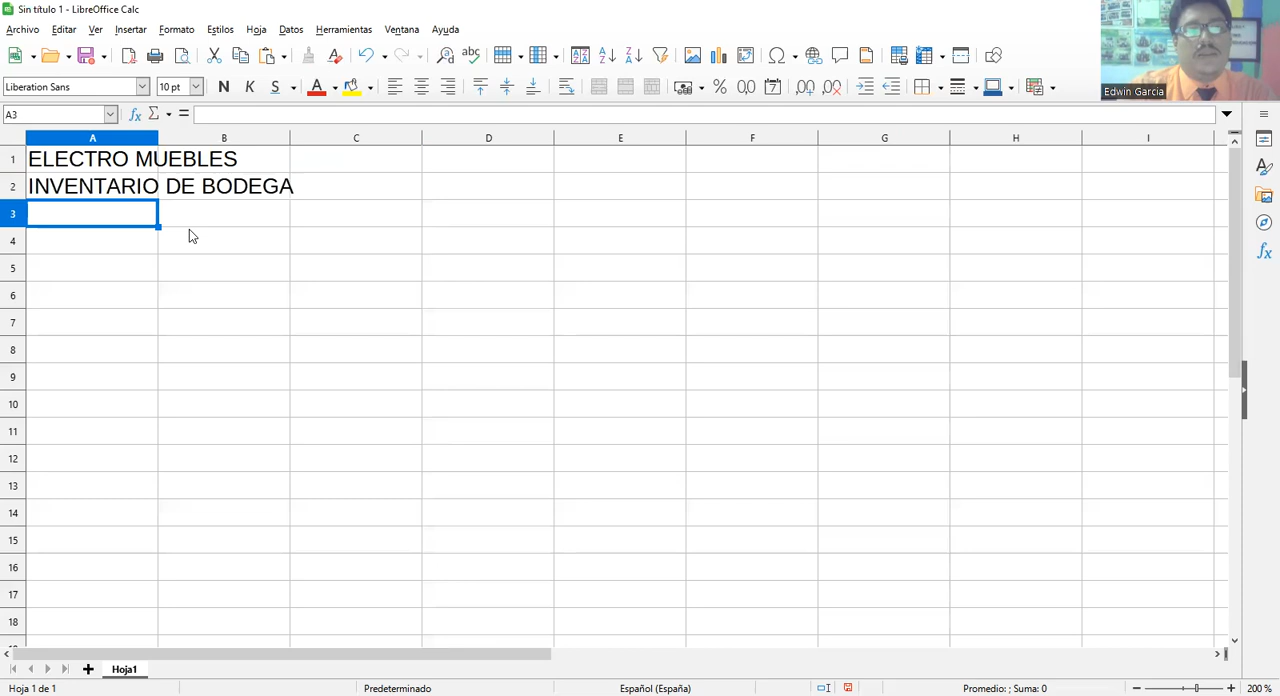 Sin título 1 - LibreOffice Calc
Archivo Editar Ver Insertar Formato Estilos Hoja Datos Herramientas Ventana Ayuda
Liberation Sans 10 pt N K S A % 0,0
Edwin Garcia
A3 fx Σ =
A B C D E F G H I
1 ELECTRO MUEBLES
2 INVENTARIO DE BODEGA
3
4
5
6
7
8
9
10
11
12
13
14
15
16
17
18
Hoja1
Hoja 1 de 1 Predeterminado Español (España) Promedio: ; Suma: 0 200 %